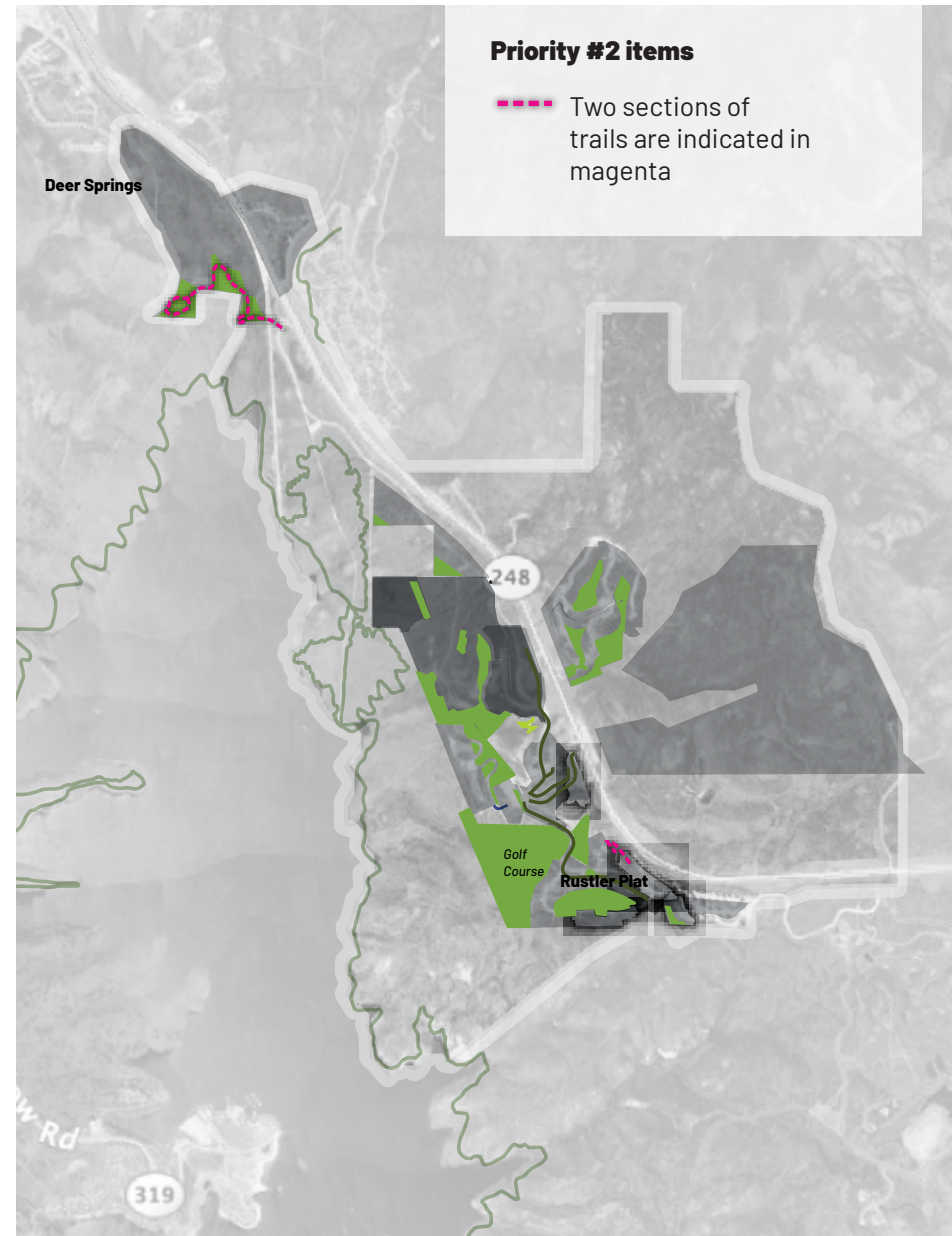 Priority #2 items
Two sections of
trails are indicated in
magenta
Deer Springs
248
Golf
Course
Rustler Plat
Rd
319